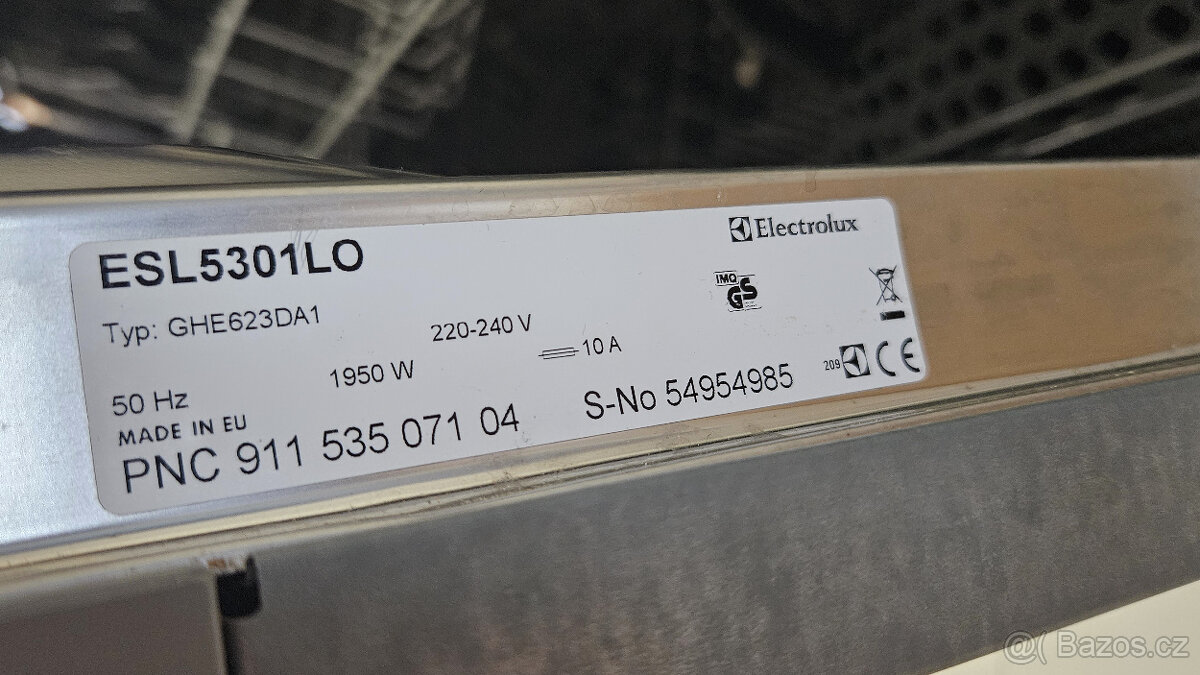 ESL5301LO
Electrolux
Typ: GHE623DA1
IMQ
GS
220-240 V
10 A
1950 W
50 Hz
209
CE
MADE IN EU
PNC 911 535 071 04
S-No 54954985
@( Bazos.cz